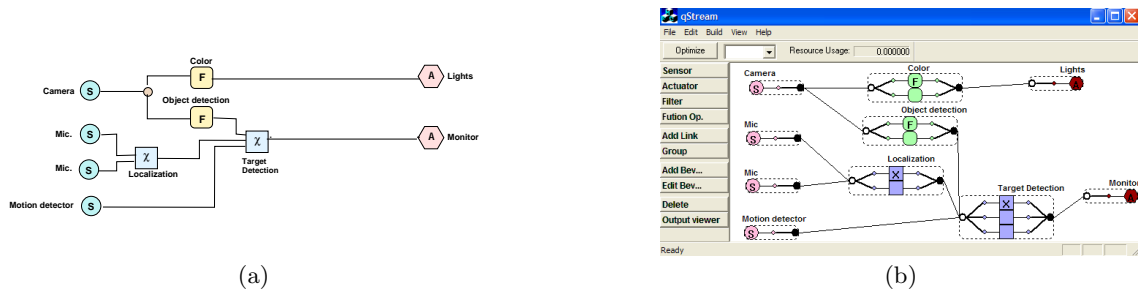 Color
F
A
Lights
Camera
S
Object detection
F
A
Monitor
Mic.
S
χ
Target
Detection
Mic.
S
χ
Localization
Motion detector
S
(a)
qStream
File Edit Build View Help
Optimize
Resource Usage: 0.000000
Sensor
Actuator
Filter
Fution Op.
Add Link
Group
Add Bev...
Edit Bev...
Delete
Output viewer
Camera
S
Color
F
Lights
A
Object detection
F
Mic
S
Localization
X
Mic
S
Target Detection
X
Monitor
A
Motion detector
S
Ready
(b)